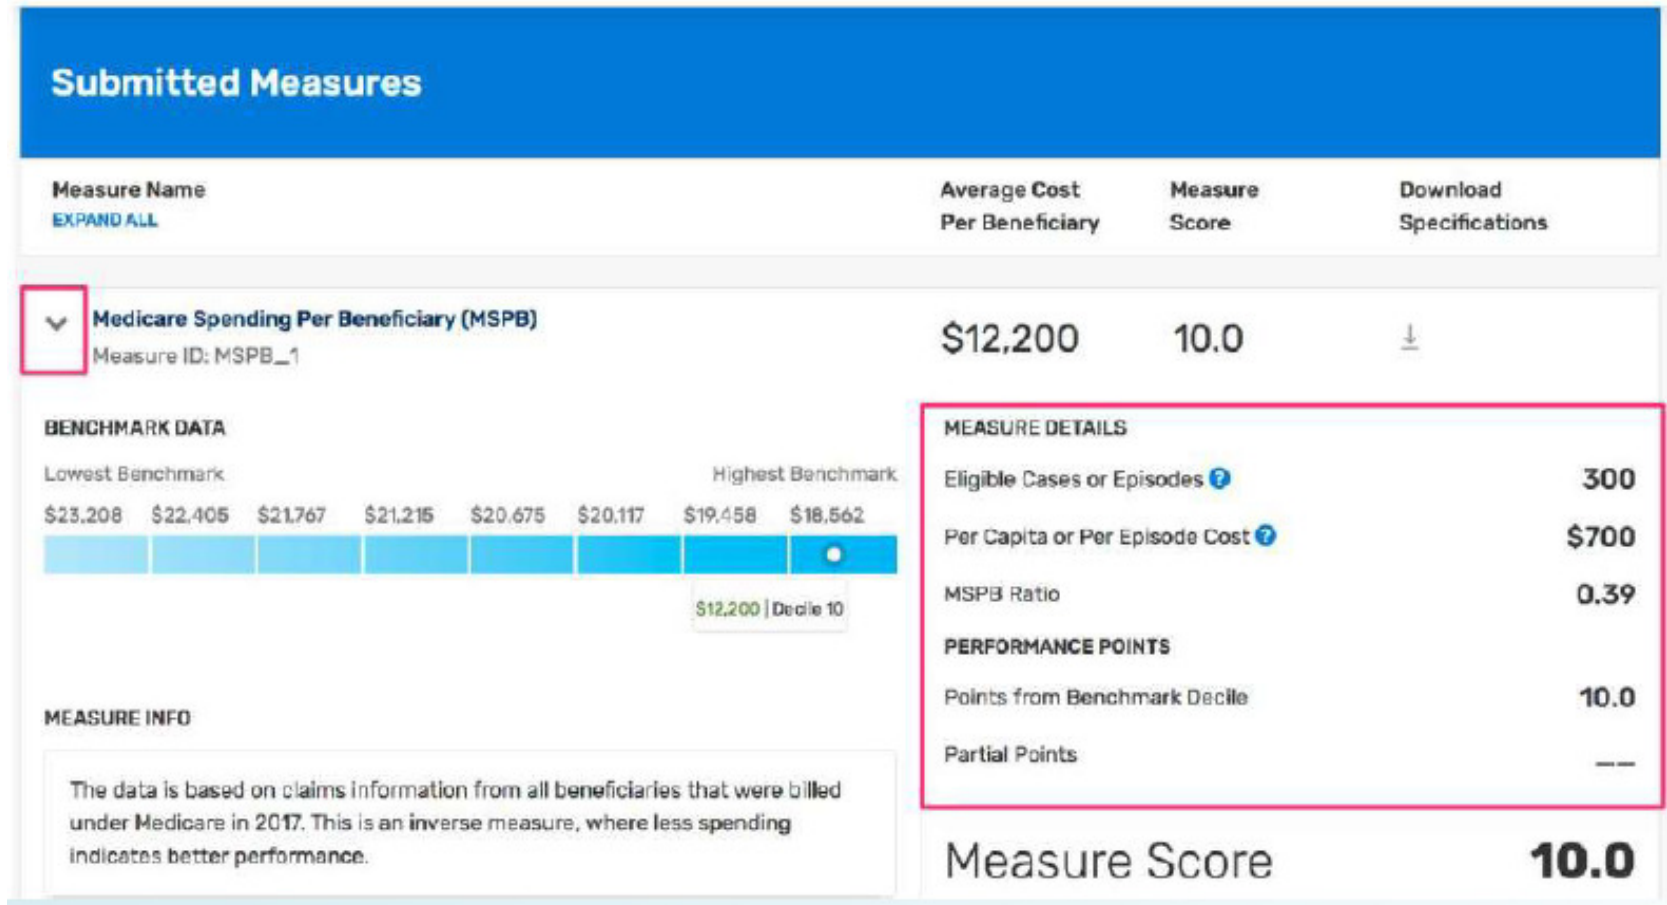 Submitted Measures
Measure Name
EXPAND ALL
Average Cost
Per Beneficiary
Measure
Score
Download
Specifications
Medicare Spending Per Beneficiary (MSPB)
Measure ID: MSPB_1
$12,200
10.0
BENCHMARK DATA
Lowest Benchmark
Highest Benchmark
$23,208 $22,405 $21,767 $21,215 $20,675 $20,117 $19,458 $18,562
$12,200 | Decile 10
MEASURE INFO
The data is based on claims information from all beneficiaries that were billed
under Medicare in 2017. This is an inverse measure, where less spending
indicates better performance.
MEASURE DETAILS
Eligible Cases or Episodes ? 300
Per Capita or Per Episode Cost ? $700
MSPB Ratio 0.39
PERFORMANCE POINTS
Points from Benchmark Decile 10.0
Partial Points __
Measure Score 10.0